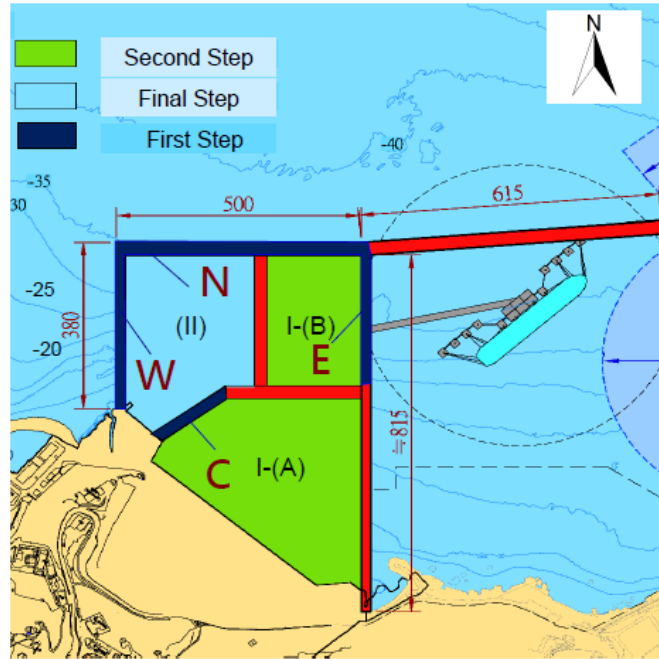 N
Second Step
Final Step
First Step
-40
-35
30
615
500
-25
N
380
(II)
I-(B)
-20
E
W
≒815
C
I-(A)